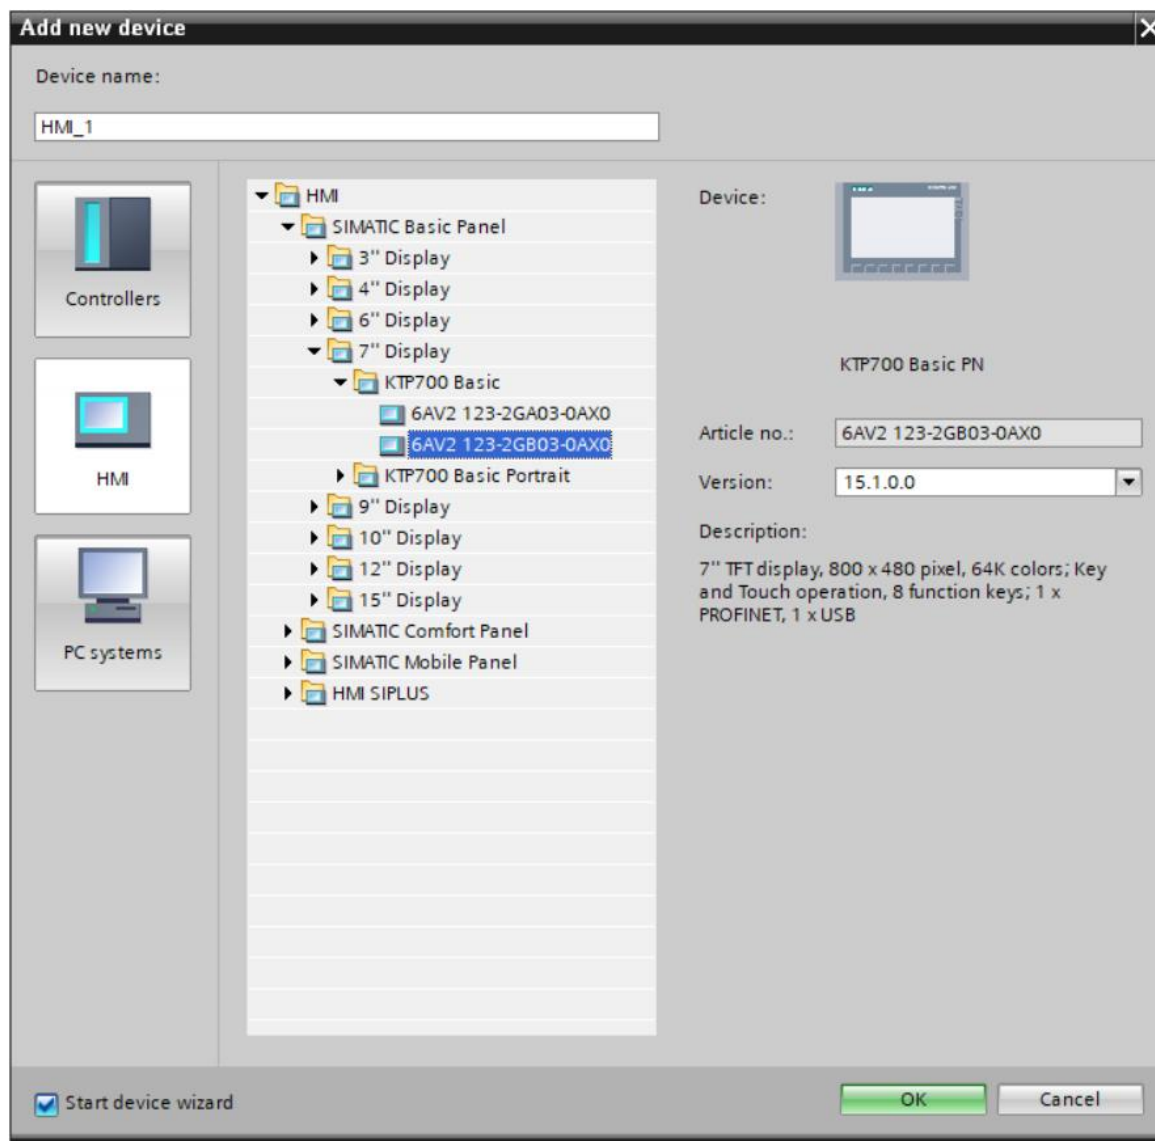 Add new device
Device name:
HMI_1
Controllers
HMI
PC systems
HMI
SIMATIC Basic Panel
3" Display
4" Display
6" Display
7" Display
KTP700 Basic
6AV2 123-2GA03-0AX0
6AV2 123-2GB03-0AX0
KTP700 Basic Portrait
9" Display
10" Display
12" Display
15" Display
SIMATIC Comfort Panel
SIMATIC Mobile Panel
HMI SIPLUS
Device:
KTP700 Basic PN
Article no.:
6AV2 123-2GB03-0AX0
Version:
15.1.0.0
Description:
7" TFT display, 800 x 480 pixel, 64K colors; Key
and Touch operation, 8 function keys; 1 x
PROFINET, 1 x USB
Start device wizard
OK
Cancel